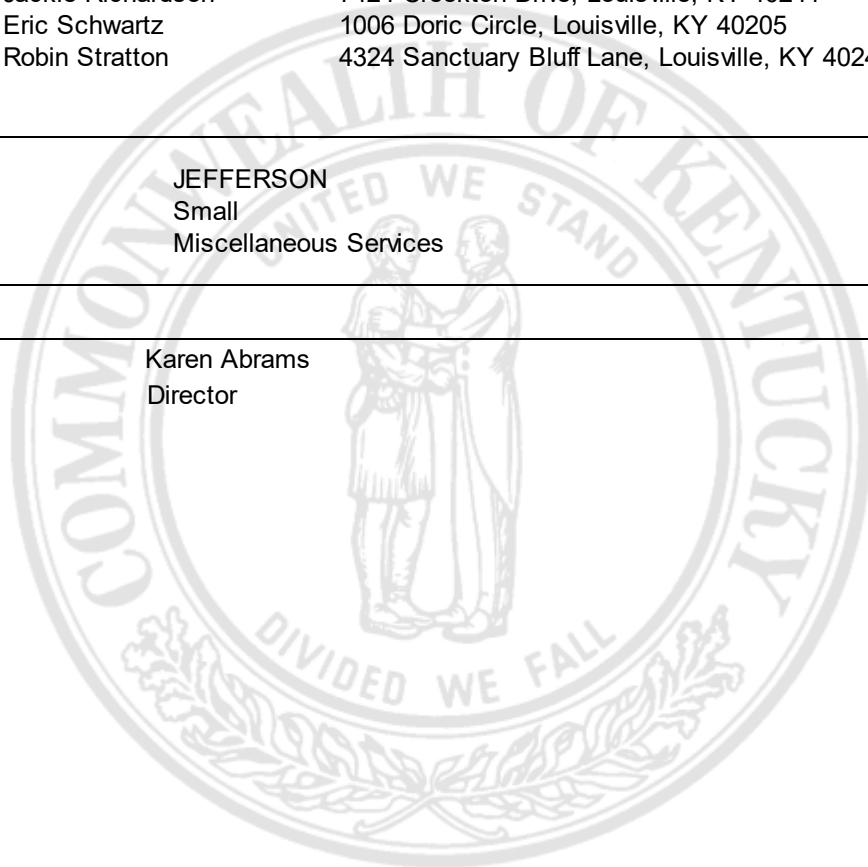 Eric Schwartz 1006 Doric Circle, Louisville, KY 40205
Robin Stratton 4324 Sanctuary Bluff Lane, Louisville, KY
JEFFERSON
Small
Miscellaneous Services
Karen Abrams
Director
COMMONWEALTH OF KENTUCKY
UNITED WE STAND
DIVIDED WE FALL